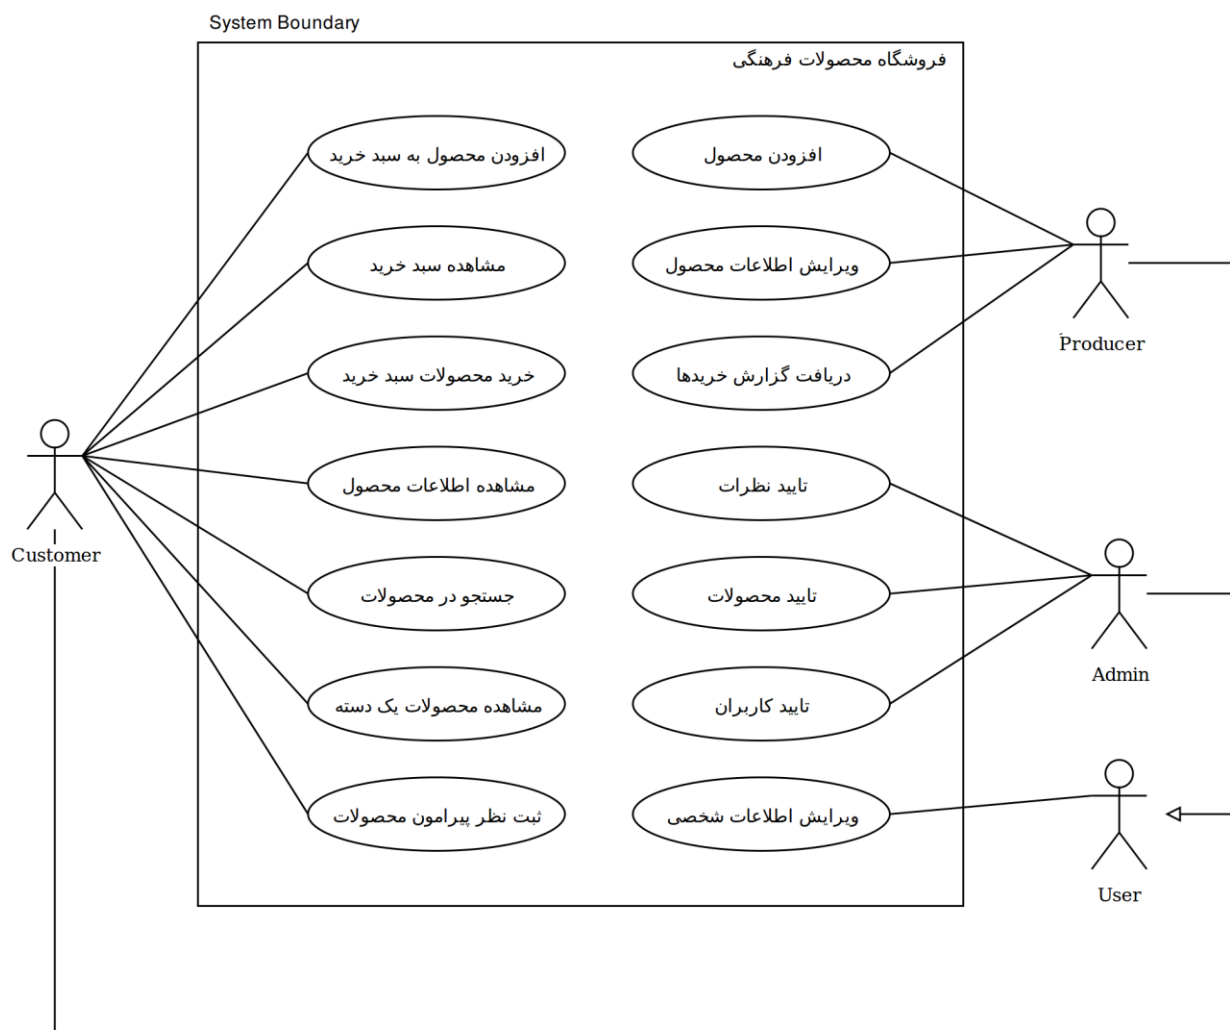 System Boundary
فروشگاه محصولات فرهنگی
افزودن محصول به سبد خرید
افزودن محصول
مشاهده سبد خرید
ویرایش اطلاعات محصول
Producer
خرید محصولات سبد خرید
دریافت گزارش خریدها
مشاهده اطلاعات محصول
تایید نظرات
Customer
جستجو در محصولات
تایید محصولات
Admin
مشاهده محصولات یک دسته
تایید کاربران
ثبت نظر پیرامون محصولات
ویرایش اطلاعات شخصی
User